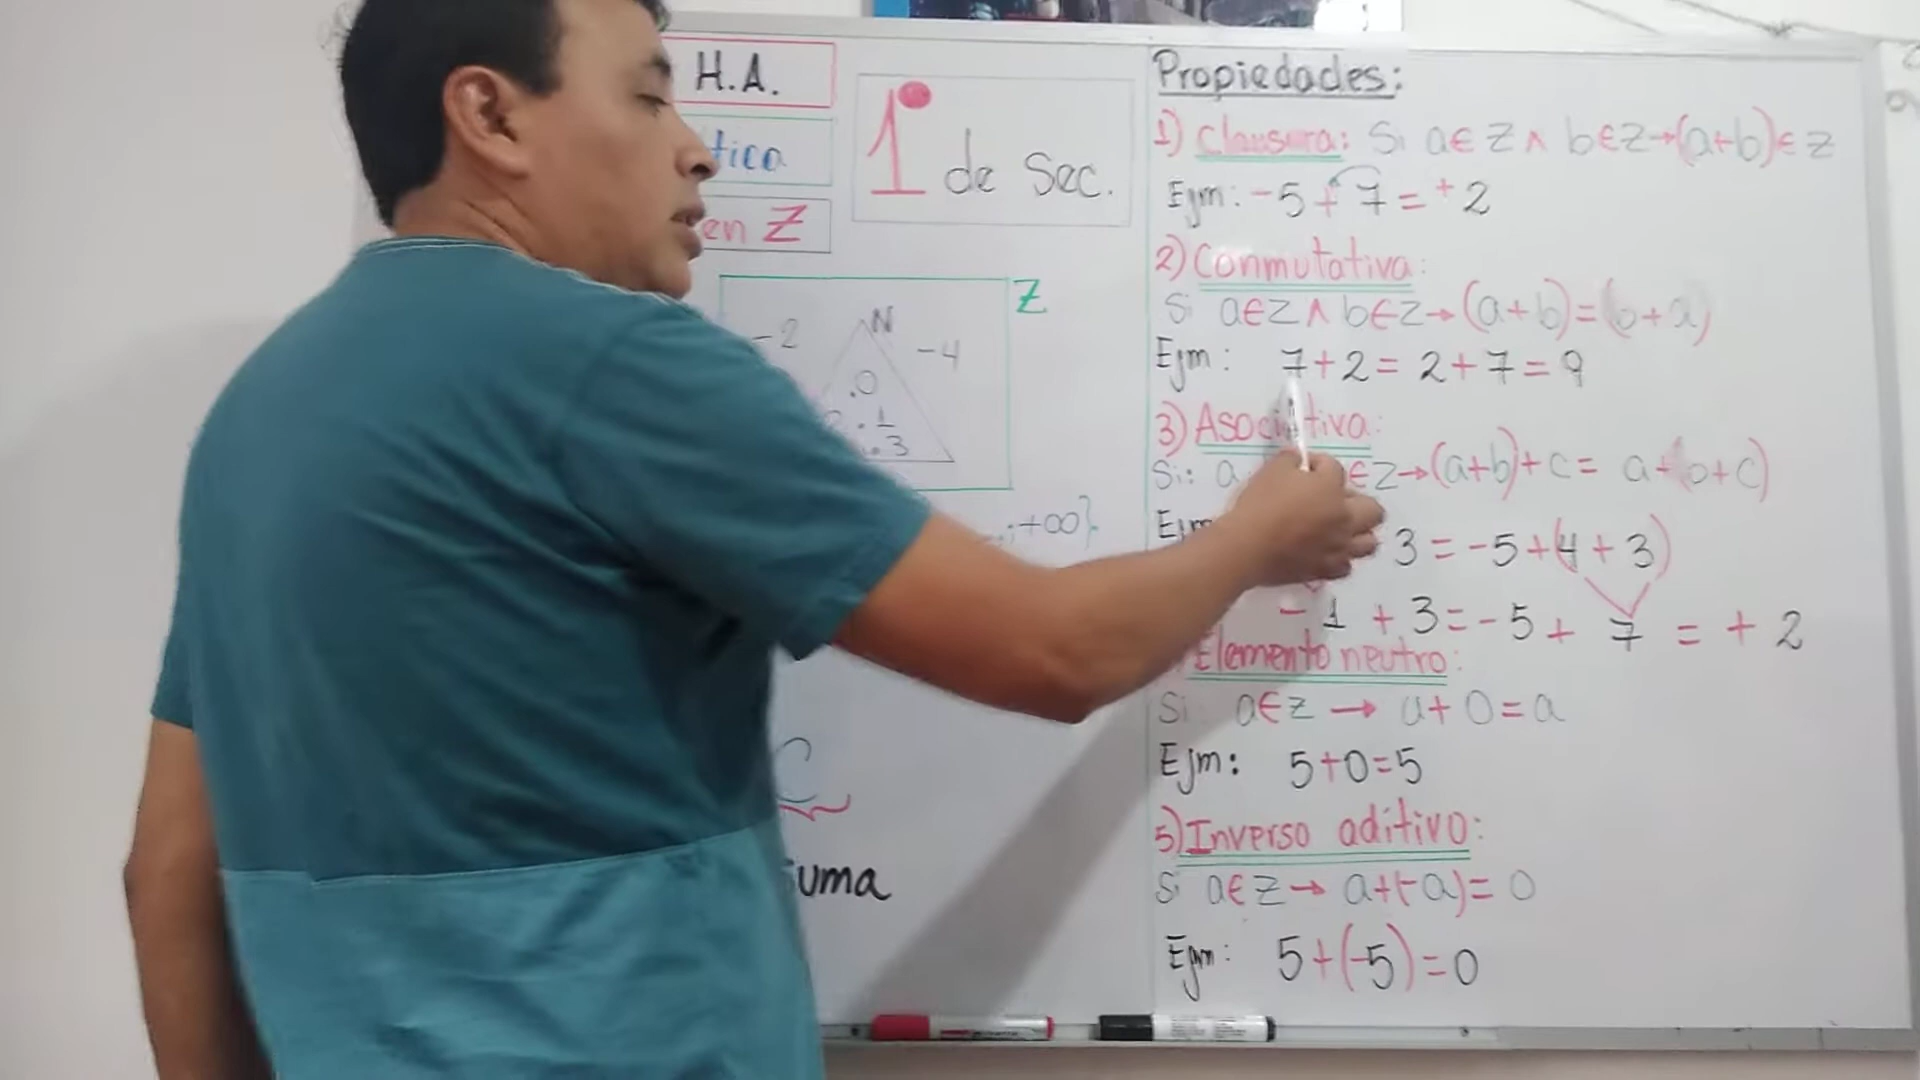 H.A.
tica
en Z
1° de Sec.
Z
N
-2
-4
.0
. 1
. 3
;+∞}
C
suma
Propiedades:
1) Clausura: Si a∈Z ∧ b∈Z→(a+b)∈Z
Ejm: -5+7=+2
2) Conmutativa:
Si a∈Z ∧ b∈Z→(a+b)=(b+a)
Ejm: 7+2=2+7=9
3) Asociativa:
Si: a ∈Z→(a+b)+c= a+(b+c)
Ejm 3=-5+(4+3)
-1+3=-5+7=+2
Elemento neutro:
Si a∈Z → a+0=a
Ejm: 5+0=5
5) Inverso aditivo:
Si a∈Z→ a+(-a)=0
Ejm: 5+(-5)=0